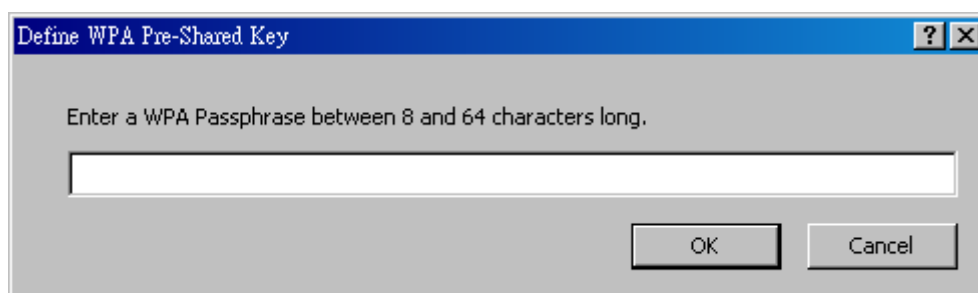 Define WPA Pre-Shared Key
Enter a WPA Passphrase between 8 and 64 characters long.
OK
Cancel